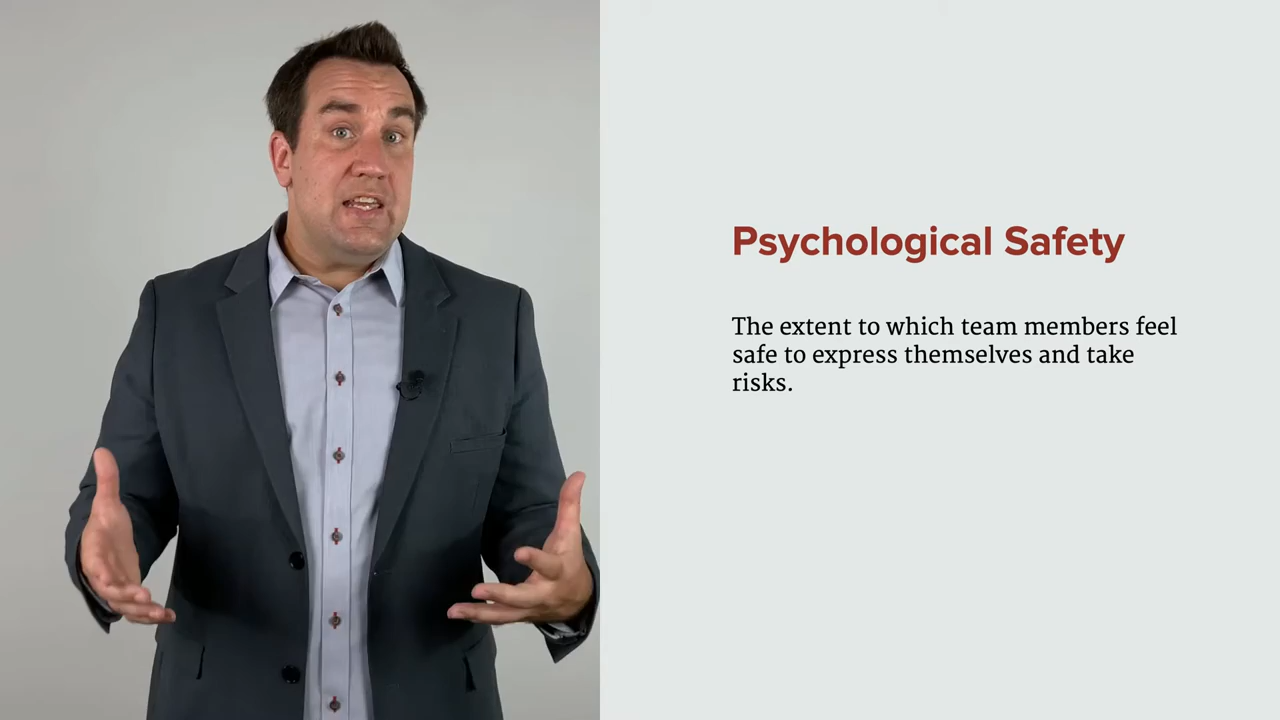 Psychological Safety
The extent to which team members feel
safe to express themselves and take
risks.